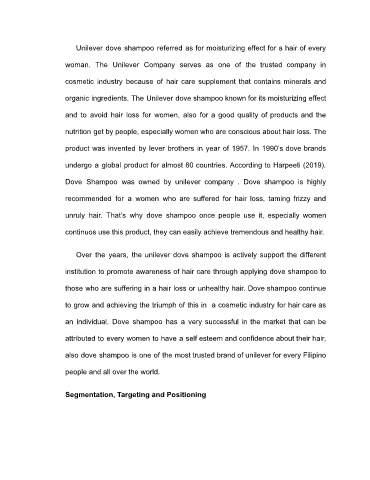 Unilever dove shampoo referred as for moisturizing effect for a hair of every
woman. The Unilever Company serves as one of the trusted company in
cosmetic industry because of hair care supplement that contains minerals and
organic ingredients. The Unilever dove shampoo known for its moisturizing effect
and to avoid hair loss for women, also for a good quality of products and the
nutrition get by people, especially women who are conscious about hair loss. The
product was invented by lever brothers in year of 1957. In 1990's dove brands
undergo a global product for almost 80 countries. According to Harpeeti (2019).
Dove Shampoo was owned by unilever company . Dove shampoo is highly
recommended for a women who are suffered for hair loss, taming frizzy and
unruly hair. That's why dove shampoo once people use it, especially women
continuos use this product, they can easily achieve tremendous and healthy hair.
Over the years, the unilever dove shampoo is actively support the different
institution to promote awareness of hair care through applying dove shampoo to
those who are suffering in a hair loss or unhealthy hair. Dove shampoo continue
to grow and achieving the triumph of this in a cosmetic industry for hair care as
an individual. Dove shampoo has a very successful in the market that can be
attributed to every women to have a self esteem and confidence about their hair,
also dove shampoo is one of the most trusted brand of unilever for every Filipino
people and all over the world.
Segmentation, Targeting and Positioning